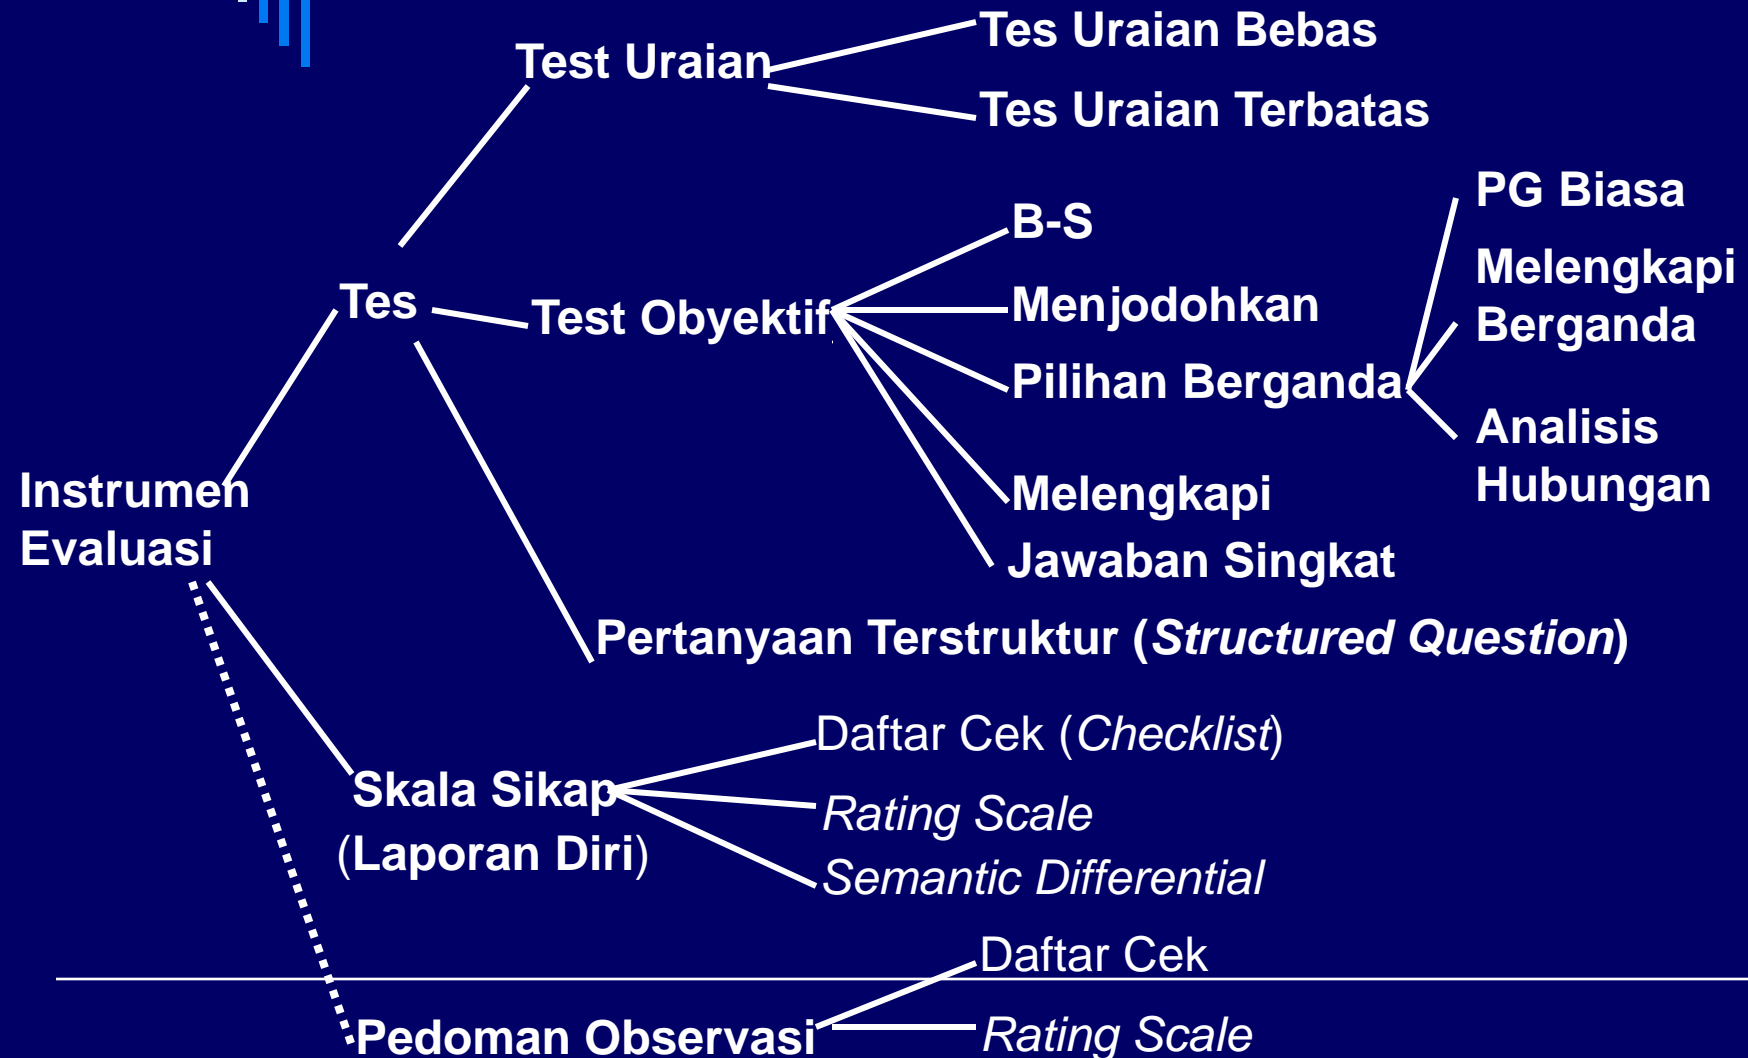 Test Uraian
Tes Uraian Bebas
Tes Uraian Terbatas
Tes
Test Obyektif
B-S
Menjodohkan
Pilihan Berganda
PG Biasa
Melengkapi
Berganda
Analisis
Hubungan
Melengkapi
Jawaban Singkat
Pertanyaan Terstruktur (Structured Question)
Instrumen
Evaluasi
Skala Sikap
(Laporan Diri)
Daftar Cek (Checklist)
Rating Scale
Semantic Differential
Pedoman Observasi
Daftar Cek
Rating Scale